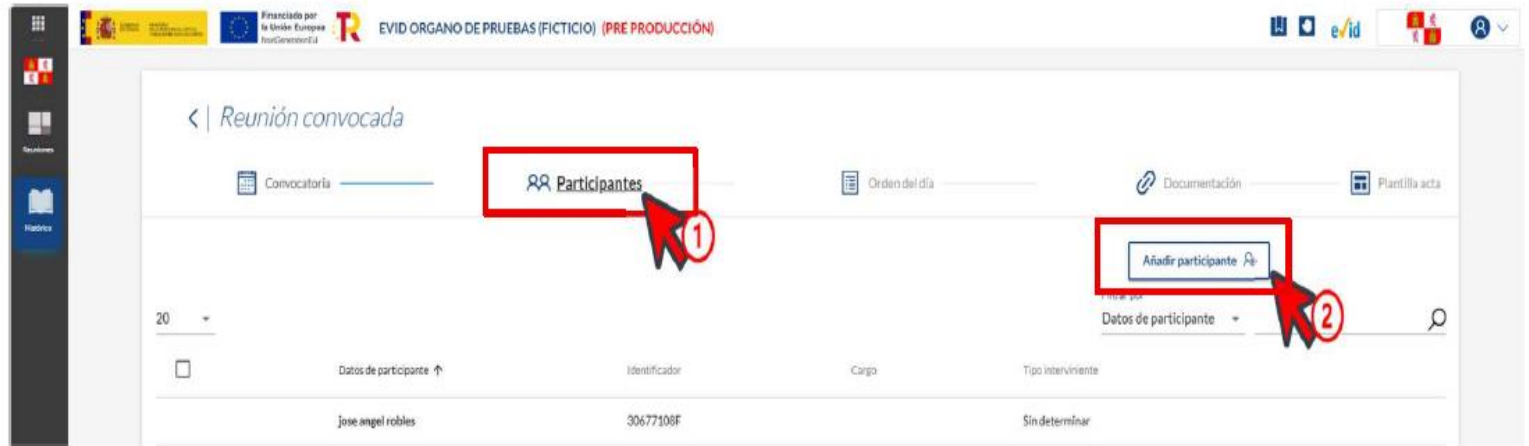 Financiado por
la Unión Europea
NextGenerationEU
EVID ORGANO DE PRUEBAS (FICTICIO) (PRE PRODUCCIÓN)
e√id
Reunión convocada
Reuniones
Convocatoria
Participantes
Orden del día
Documentación
Plantilla acta
Histórico
1
Añadir participante
2
Filtrar por
20
Datos de participante
Datos de participante
Identificador
Cargo
Tipo interviniente
jose angel robles
30677108F
Sin determinar